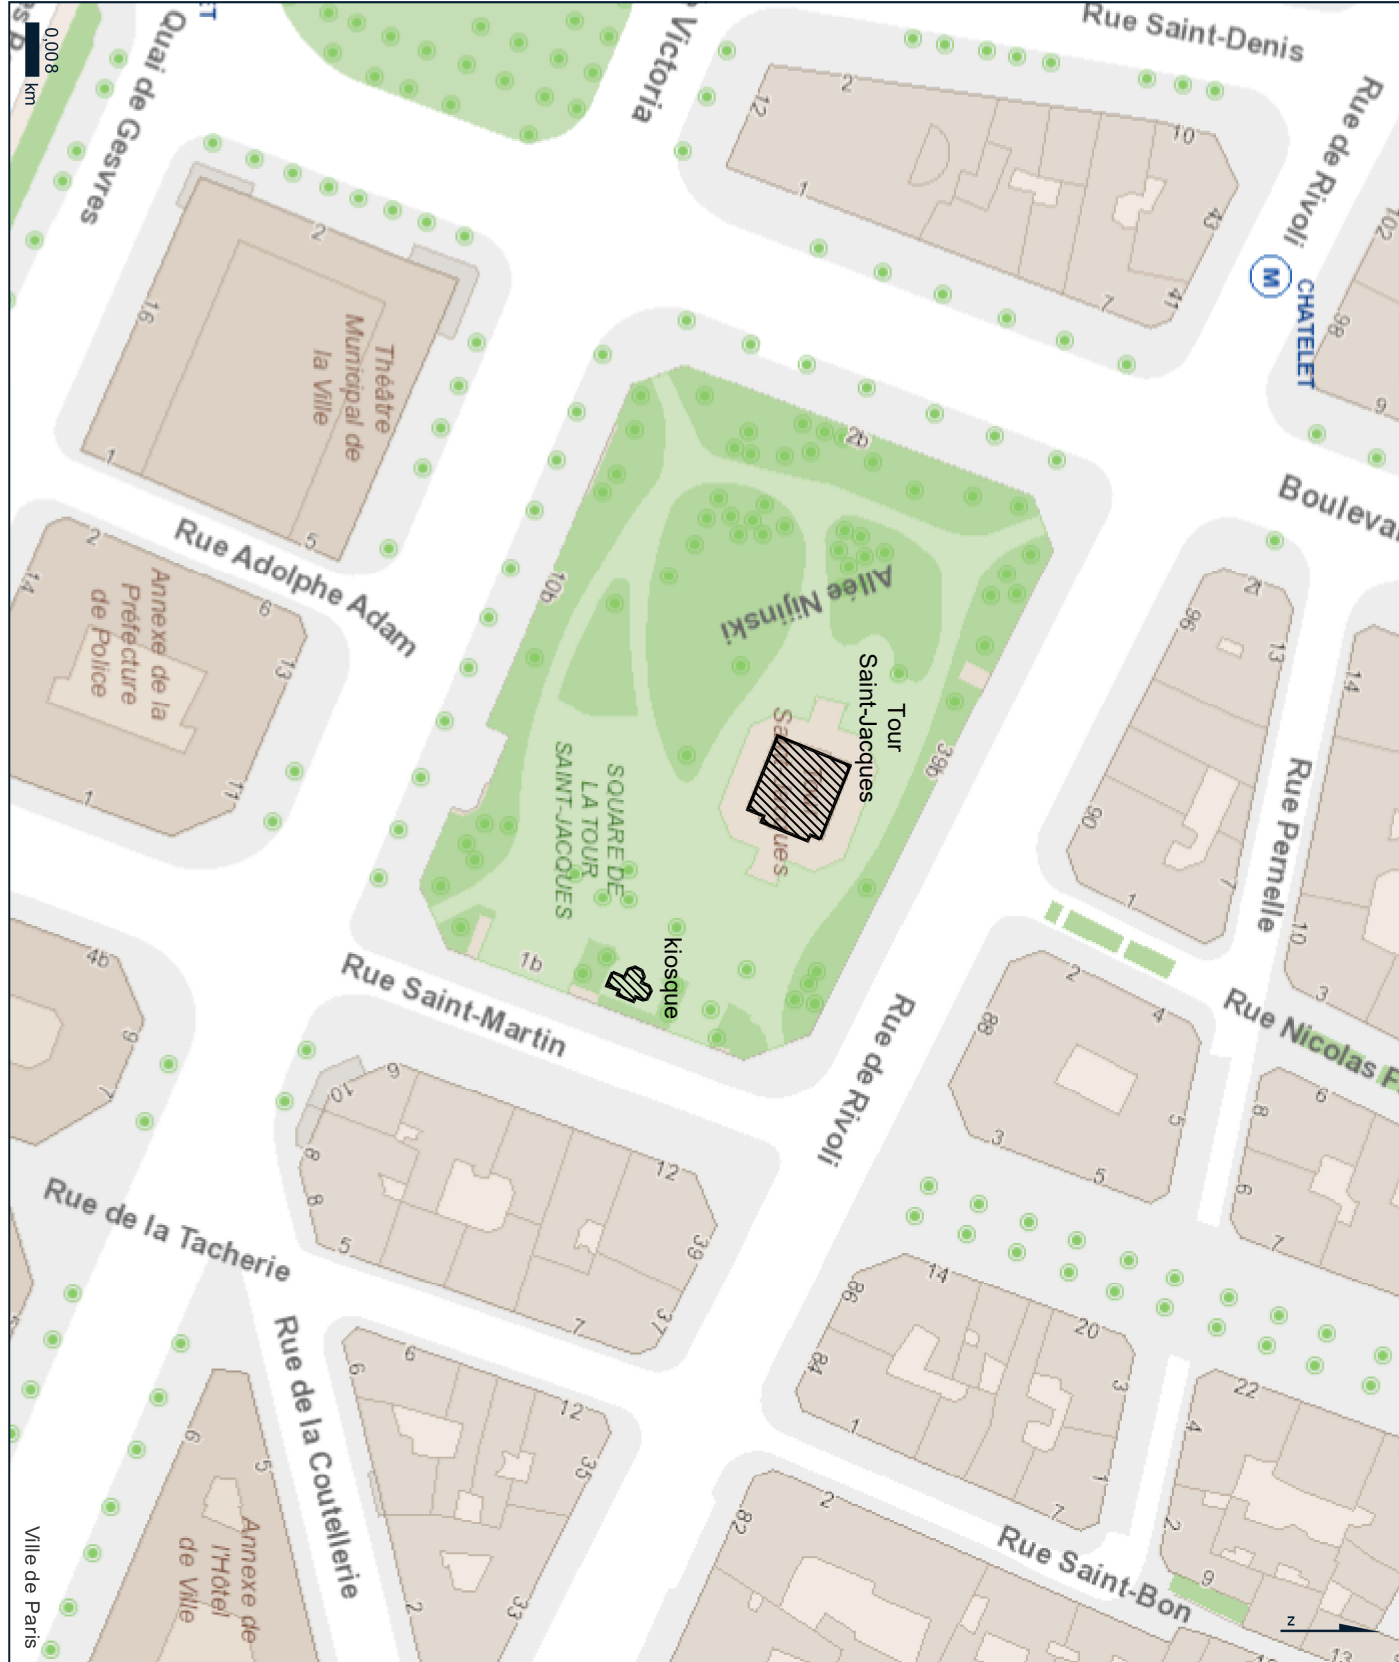 Rue Saint-Denis
Rue de Rivoli
Victoria
Quai de Gesvres
ET
0,008
km
2
12
10
1
43
41
7
102
98
9
M
CHATELET
Boulevar
16
2
Théâtre
Municipal de
la Ville
1
5
Rue Adolphe Adam
2b
Allée Nijinski
10b
39b
Tour
Saint-Jacques
SQUARE DE
LA TOUR
SAINT-JACQUES
kiosque
1b
2
14
6
13
11
1
Annexe de la
Préfecture
de Police
21
96
13
90
1
7
14
10
3
Rue Pernelle
Rue Nicolas F
2
4
88
3
5
5
6
8
6
7
Rue Saint-Martin
Rue de Rivoli
4b
9
7
9
10
8
8
5
12
39
37
7
Rue de la Tacherie
Rue de la Coutellerie
6
6
12
35
33
2
6
5
Annexe de
l'Hôtel
de Ville
14
86
84
20
3
1
1
7
22
4
2
9
82
2
Rue Saint-Bon
13
z
Ville de Paris